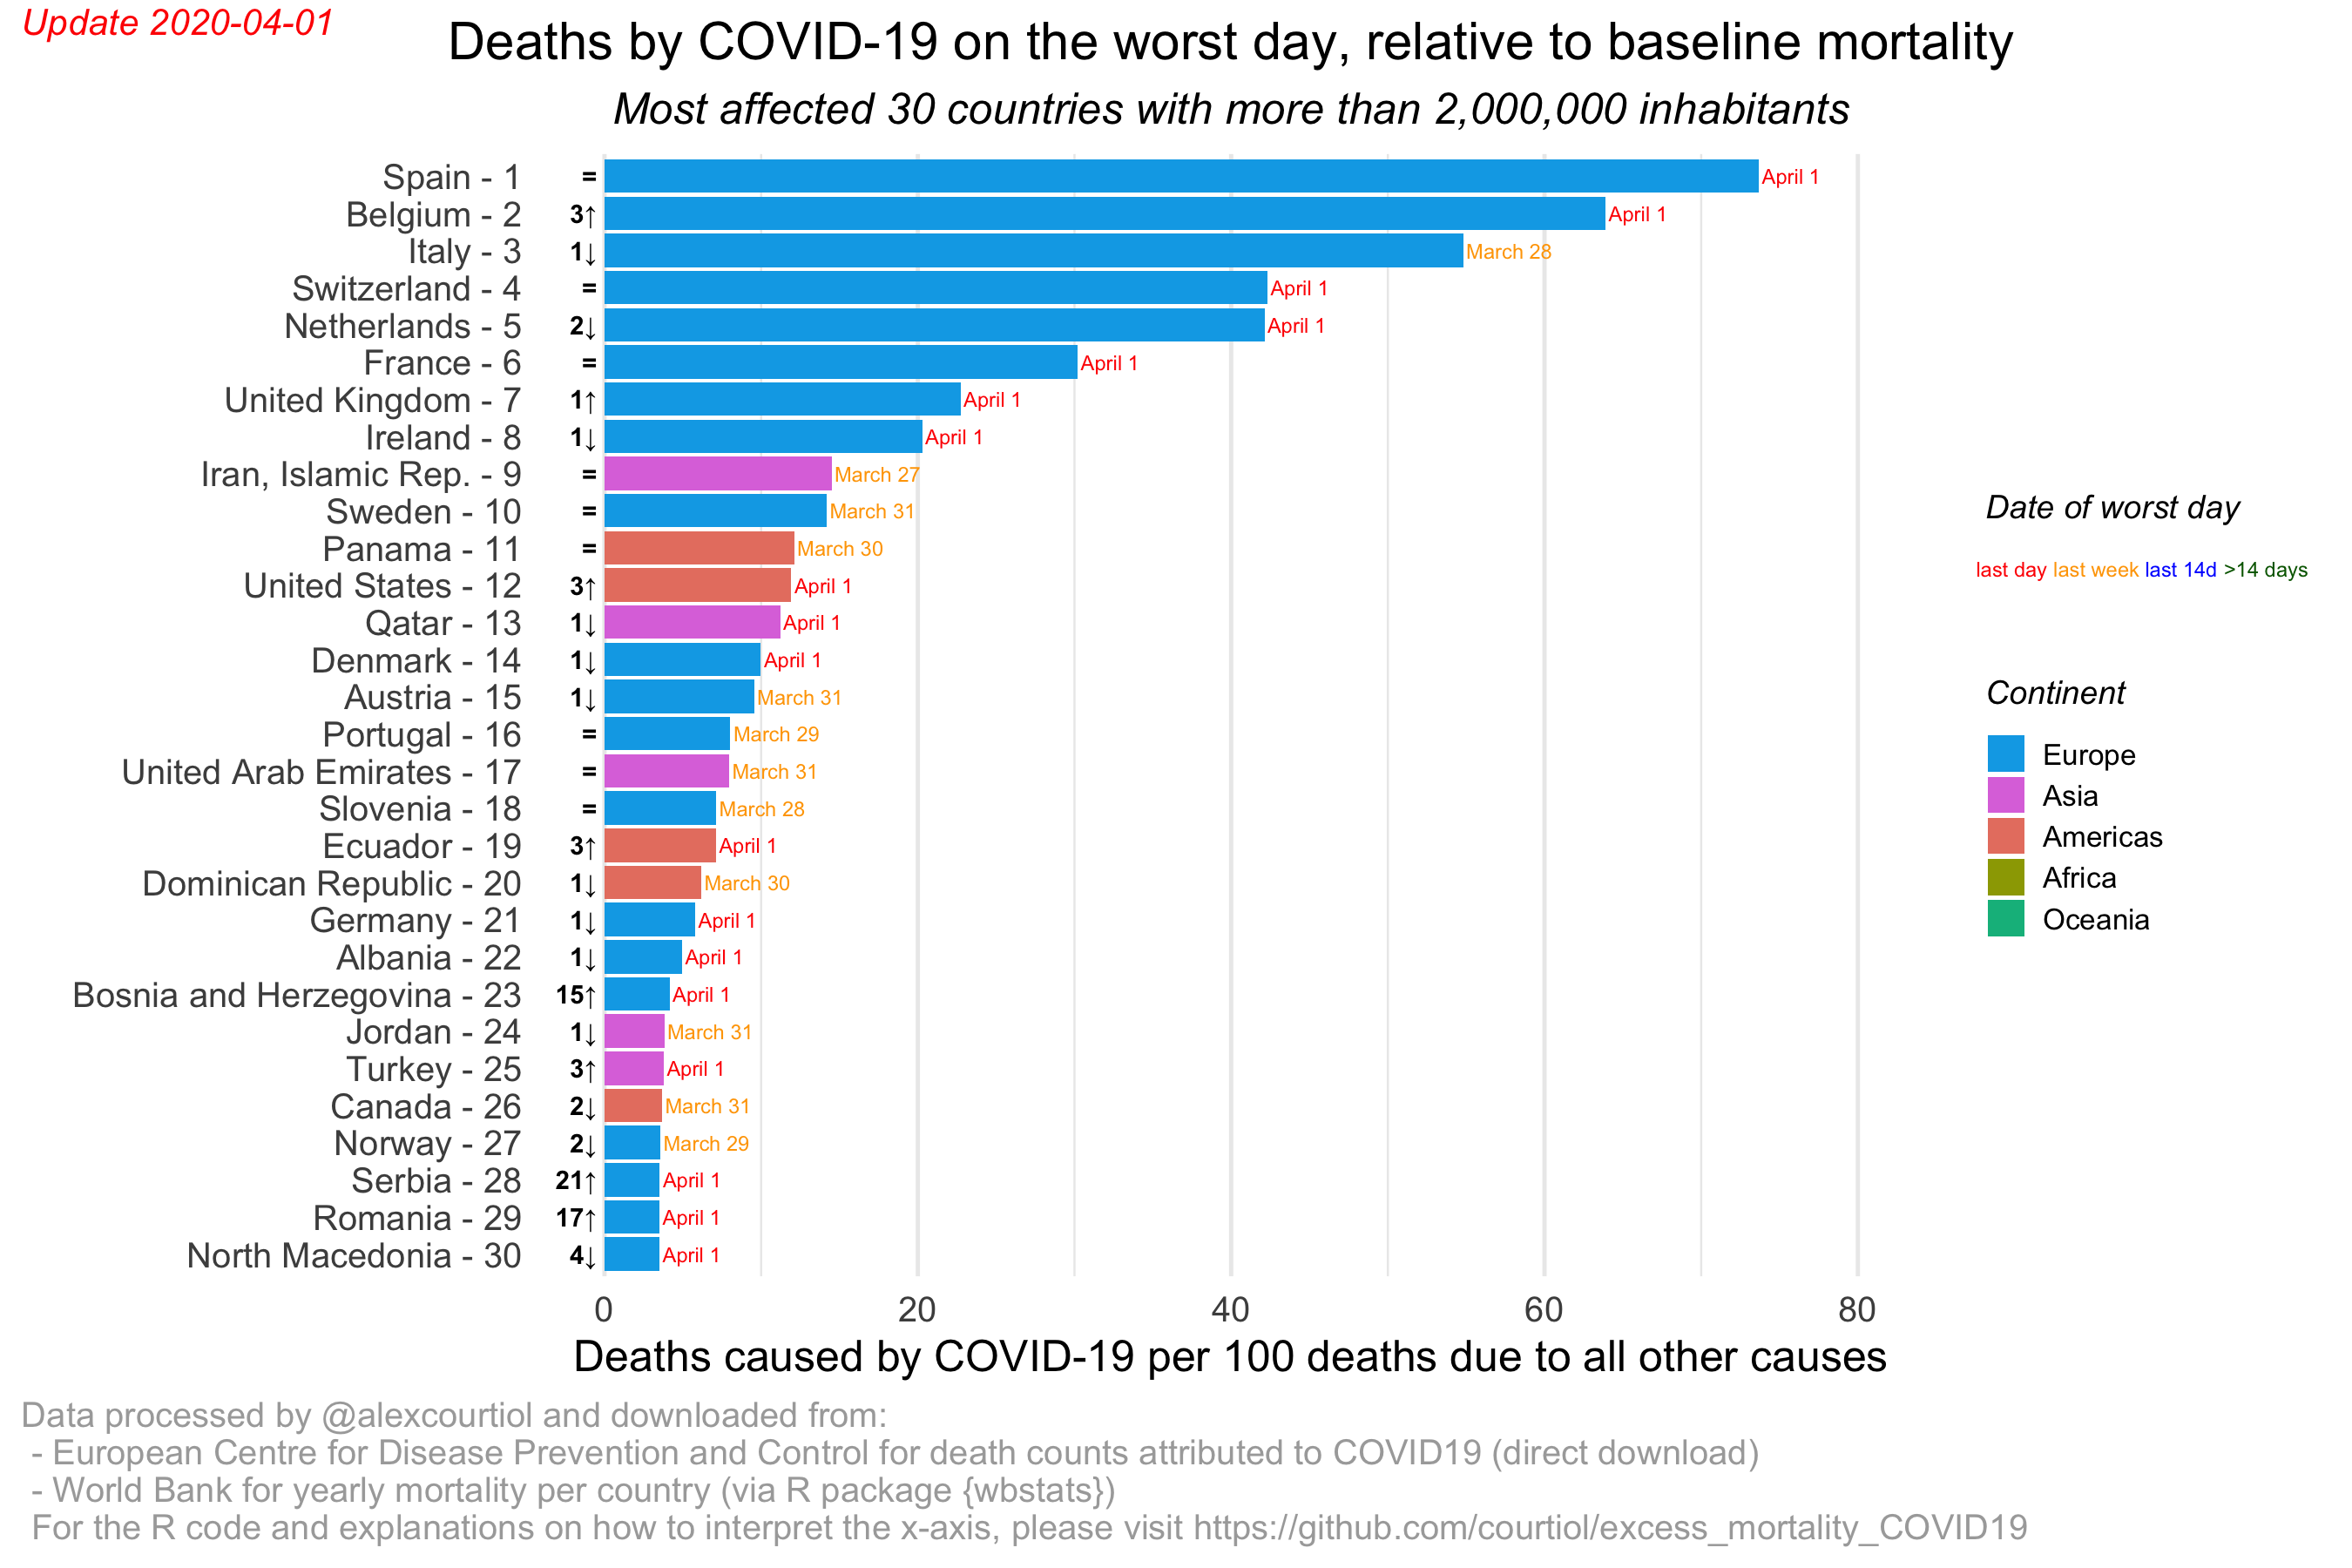 Update 2020-04-01
Deaths by COVID-19 on the worst day, relative to baseline mortality
Most affected 30 countries with more than 2,000,000 inhabitants
Spain - 1 = April 1
Belgium - 2 3↑ April 1
Italy - 3 1↓ March 28
Switzerland - 4 = April 1
Netherlands - 5 2↓ April 1
France - 6 = April 1
United Kingdom - 7 1↑ April 1
Ireland - 8 1↓ April 1
Iran, Islamic Rep. - 9 = March 27
Sweden - 10 = March 31
Panama - 11 = March 30
United States - 12 3↑ April 1
Qatar - 13 1↓ April 1
Denmark - 14 1↓ April 1
Austria - 15 1↓ March 31
Portugal - 16 = March 29
United Arab Emirates - 17 = March 31
Slovenia - 18 = March 28
Ecuador - 19 3↑ April 1
Dominican Republic - 20 1↓ March 30
Germany - 21 1↓ April 1
Albania - 22 1↓ April 1
Bosnia and Herzegovina - 23 15↑ April 1
Jordan - 24 1↓ March 31
Turkey - 25 3↑ April 1
Canada - 26 2↓ March 31
Norway - 27 2↓ March 29
Serbia - 28 21↑ April 1
Romania - 29 17↑ April 1
North Macedonia - 30 4↓ April 1
0 20 40 60 80
Deaths caused by COVID-19 per 100 deaths due to all other causes
Date of worst day
last day last week last 14d >14 days
Continent
Europe
Asia
Americas
Africa
Oceania
Data processed by @alexcourtiol and downloaded from:
- European Centre for Disease Prevention and Control for death counts attributed to COVID19 (direct download)
- World Bank for yearly mortality per country (via R package {wbstats})
For the R code and explanations on how to interpret the x-axis, please visit https://github.com/courtiol/excess_mortality_COVID19